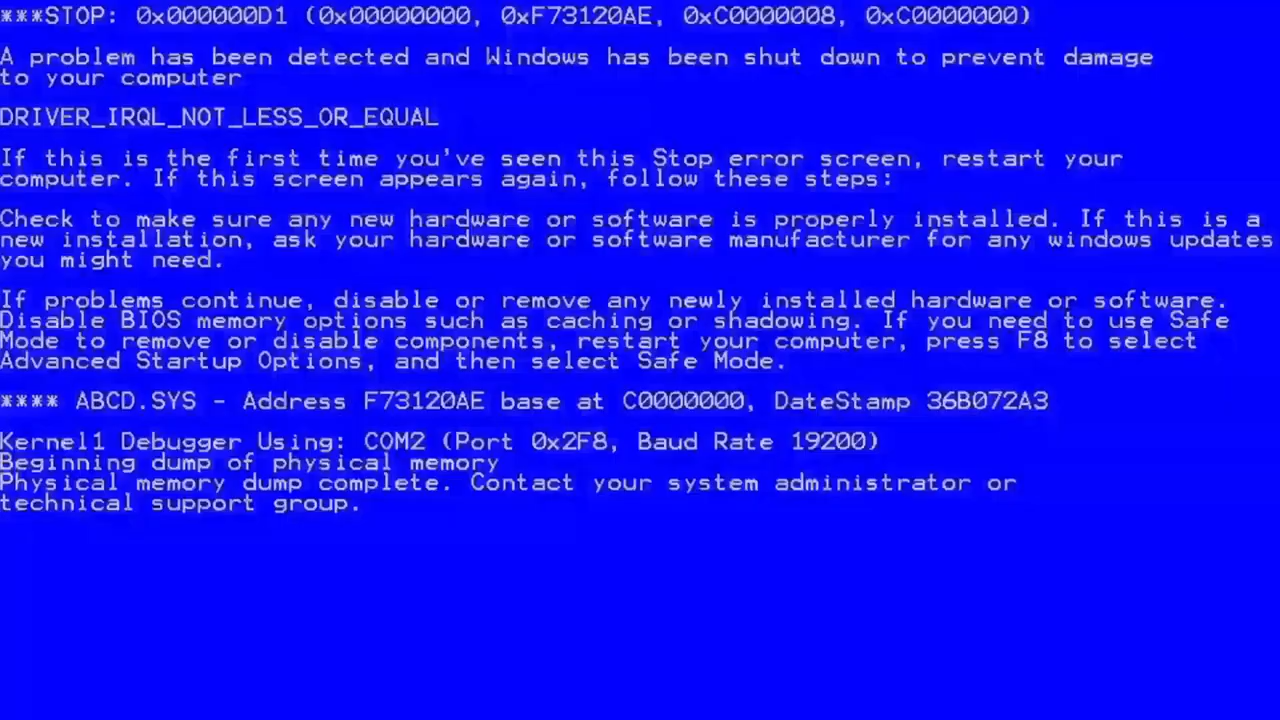 ***STOP: 0x000000D1 (0x00000000, 0xF73120AE, 0xC0000008, 0xC0000000)
A problem has been detected and Windows has been shut down to prevent damage
to your computer
DRIVER_IRQL_NOT_LESS_OR_EQUAL
If this is the first time you've seen this Stop error screen, restart your
computer. If this screen appears again, follow these steps:
Check to make sure any new hardware or software is properly installed. If this is a
new installation, ask your hardware or software manufacturer for any windows updates
you might need.
If problems continue, disable or remove any newly installed hardware or software.
Disable BIOS memory options such as caching or shadowing. If you need to use Safe
Mode to remove or disable components, restart your computer, press F8 to select
Advanced Startup Options, and then select Safe Mode.
**** ABCD.SYS - Address F73120AE base at C0000000, DateStamp 36B072A3
Kernel1 Debugger Using: COM2 (Port 0x2F8, Baud Rate 19200)
Beginning dump of physical memory
Physical memory dump complete. Contact your system administrator or
technical support group.